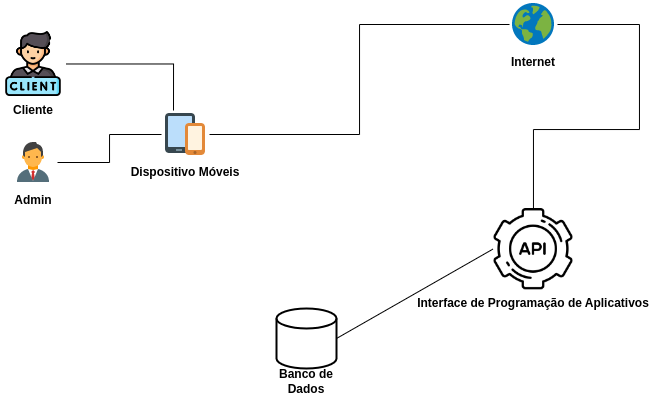 Internet
CLIENT
Cliente
Dispositivo Móveis
Admin
API
Interface de Programação de Aplicativos
Banco de
Dados